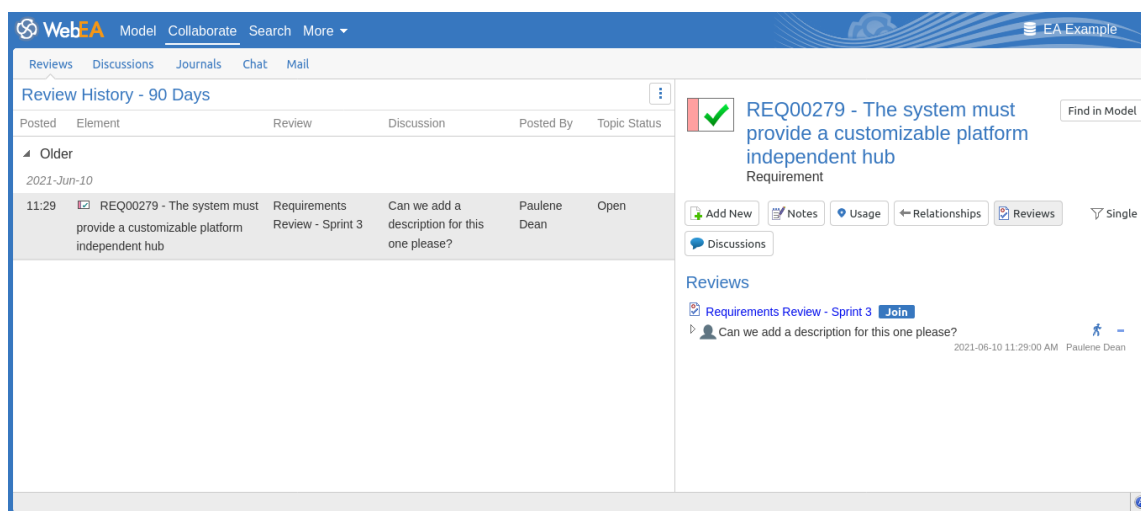 WebEA Model Collaborate Search More EA Example
Reviews Discussions Journals Chat Mail
Review History - 90 Days
Posted Element Review Discussion Posted By Topic Status
Older
2021-Jun-10
11:29 REQ00279 - The system must Requirements Can we add a Paulene Open
provide a customizable platform Review - Sprint 3 description for this Dean
independent hub one please?
REQ00279 - The system must Find in Model
provide a customizable platform
independent hub
Requirement
Add New Notes Usage Relationships Reviews Single
Discussions
Reviews
Requirements Review - Sprint 3 Join
Can we add a description for this one please?
2021-06-10 11:29:00 AM Paulene Dean